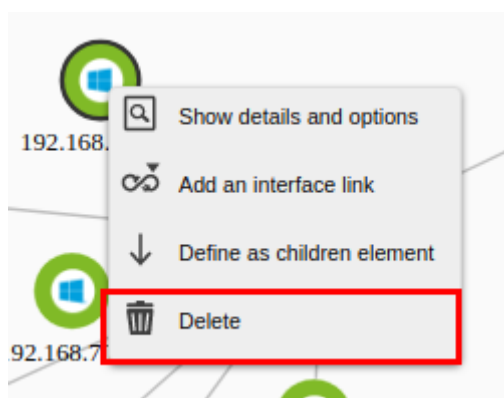 192.168.
Show details and options
Add an interface link
Define as children element
Delete
92.168.7